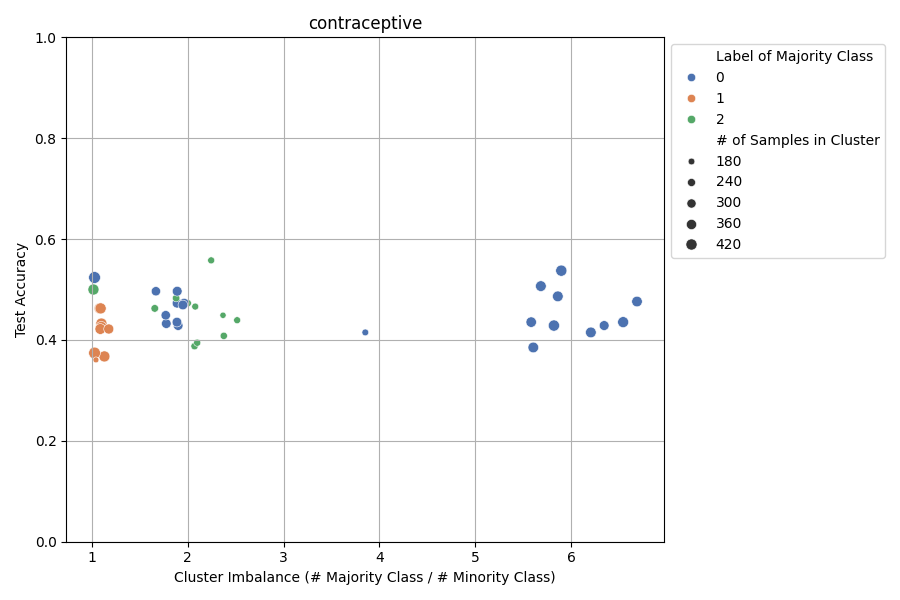 contraceptive
1.0
0.8
0.6
0.4
0.2
0.0
Test Accuracy
1 2 3 4 5 6
Cluster Imbalance (# Majority Class / # Minority Class)
Label of Majority Class
0
1
2
# of Samples in Cluster
180
240
300
360
420